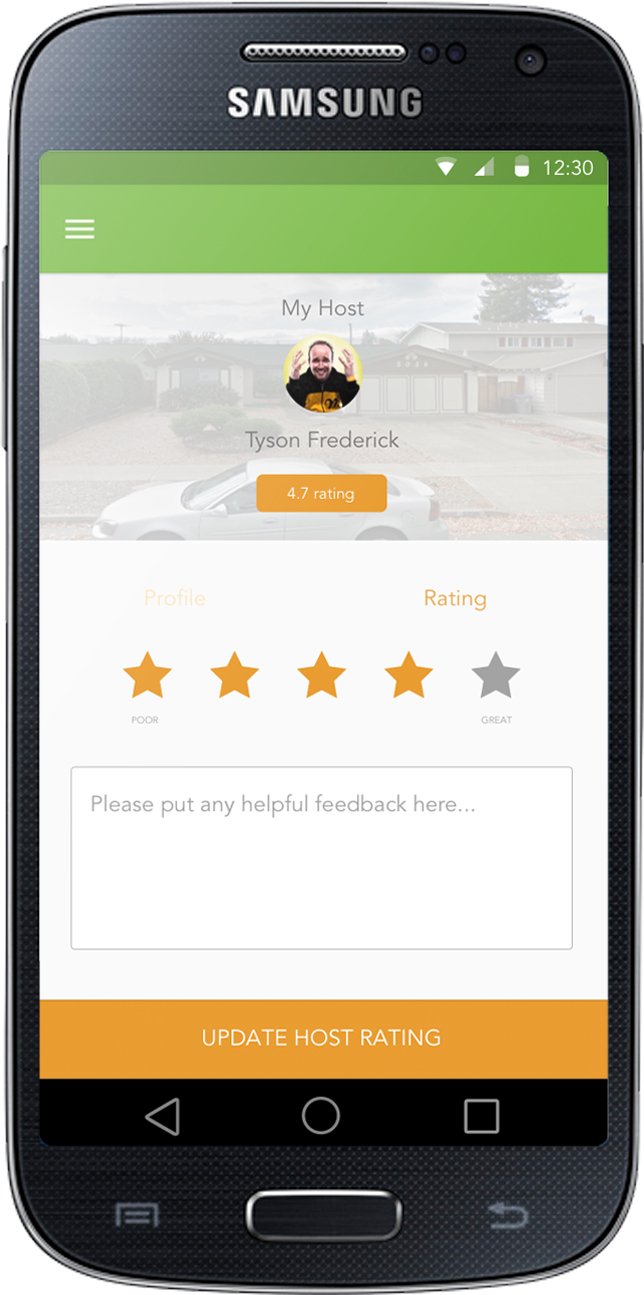 SAMSUNG
12:30
My Host
Tyson Frederick
4.7 rating
Profile
Rating
POOR
GREAT
Please put any helpful feedback here...
UPDATE HOST RATING